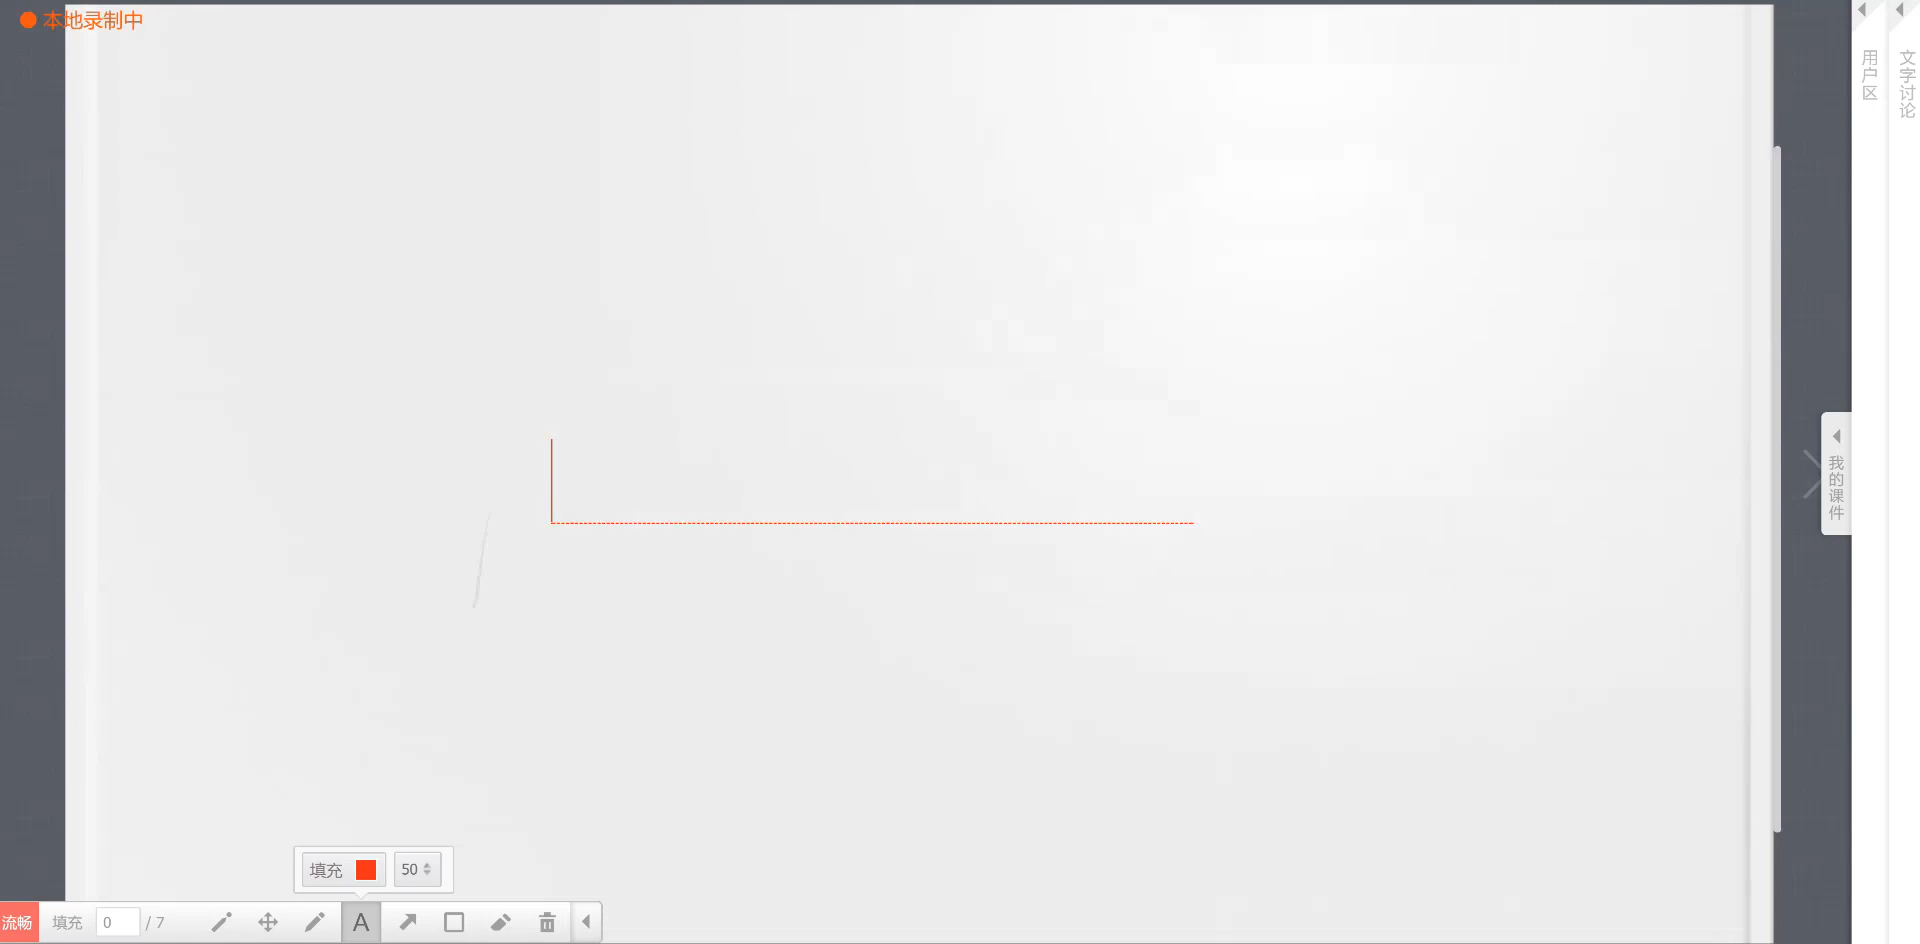 本地录制中
用户区
文字讨论
我的课件
填充 50
流畅 填充 0 / 7 A